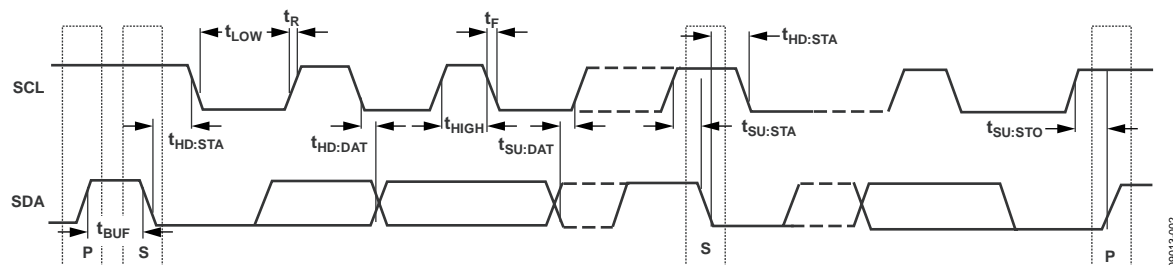 tR
tF
tLOW
tHD:STA
SCL
tHD:STA
tHD:DAT
tHIGH
tSU:DAT
tSU:STA
tSU:STO
SDA
tBUF
P
S
S
P